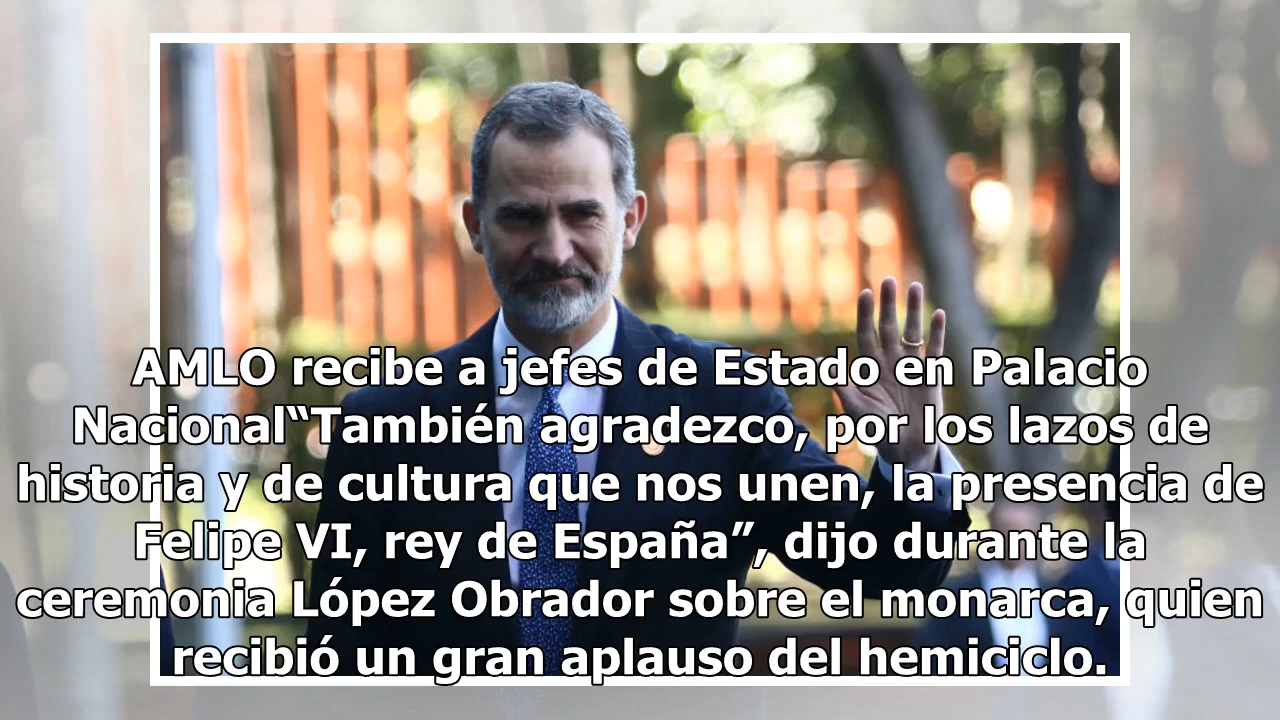 AMLO recibe a jefes de Estado en Palacio
Nacional“También agradezco, por los lazos de
historia y de cultura que nos unen, la presencia de
Felipe VI, rey de España”, dijo durante la
ceremonia López Obrador sobre el monarca, quien
recibió un gran aplauso del hemiciclo.